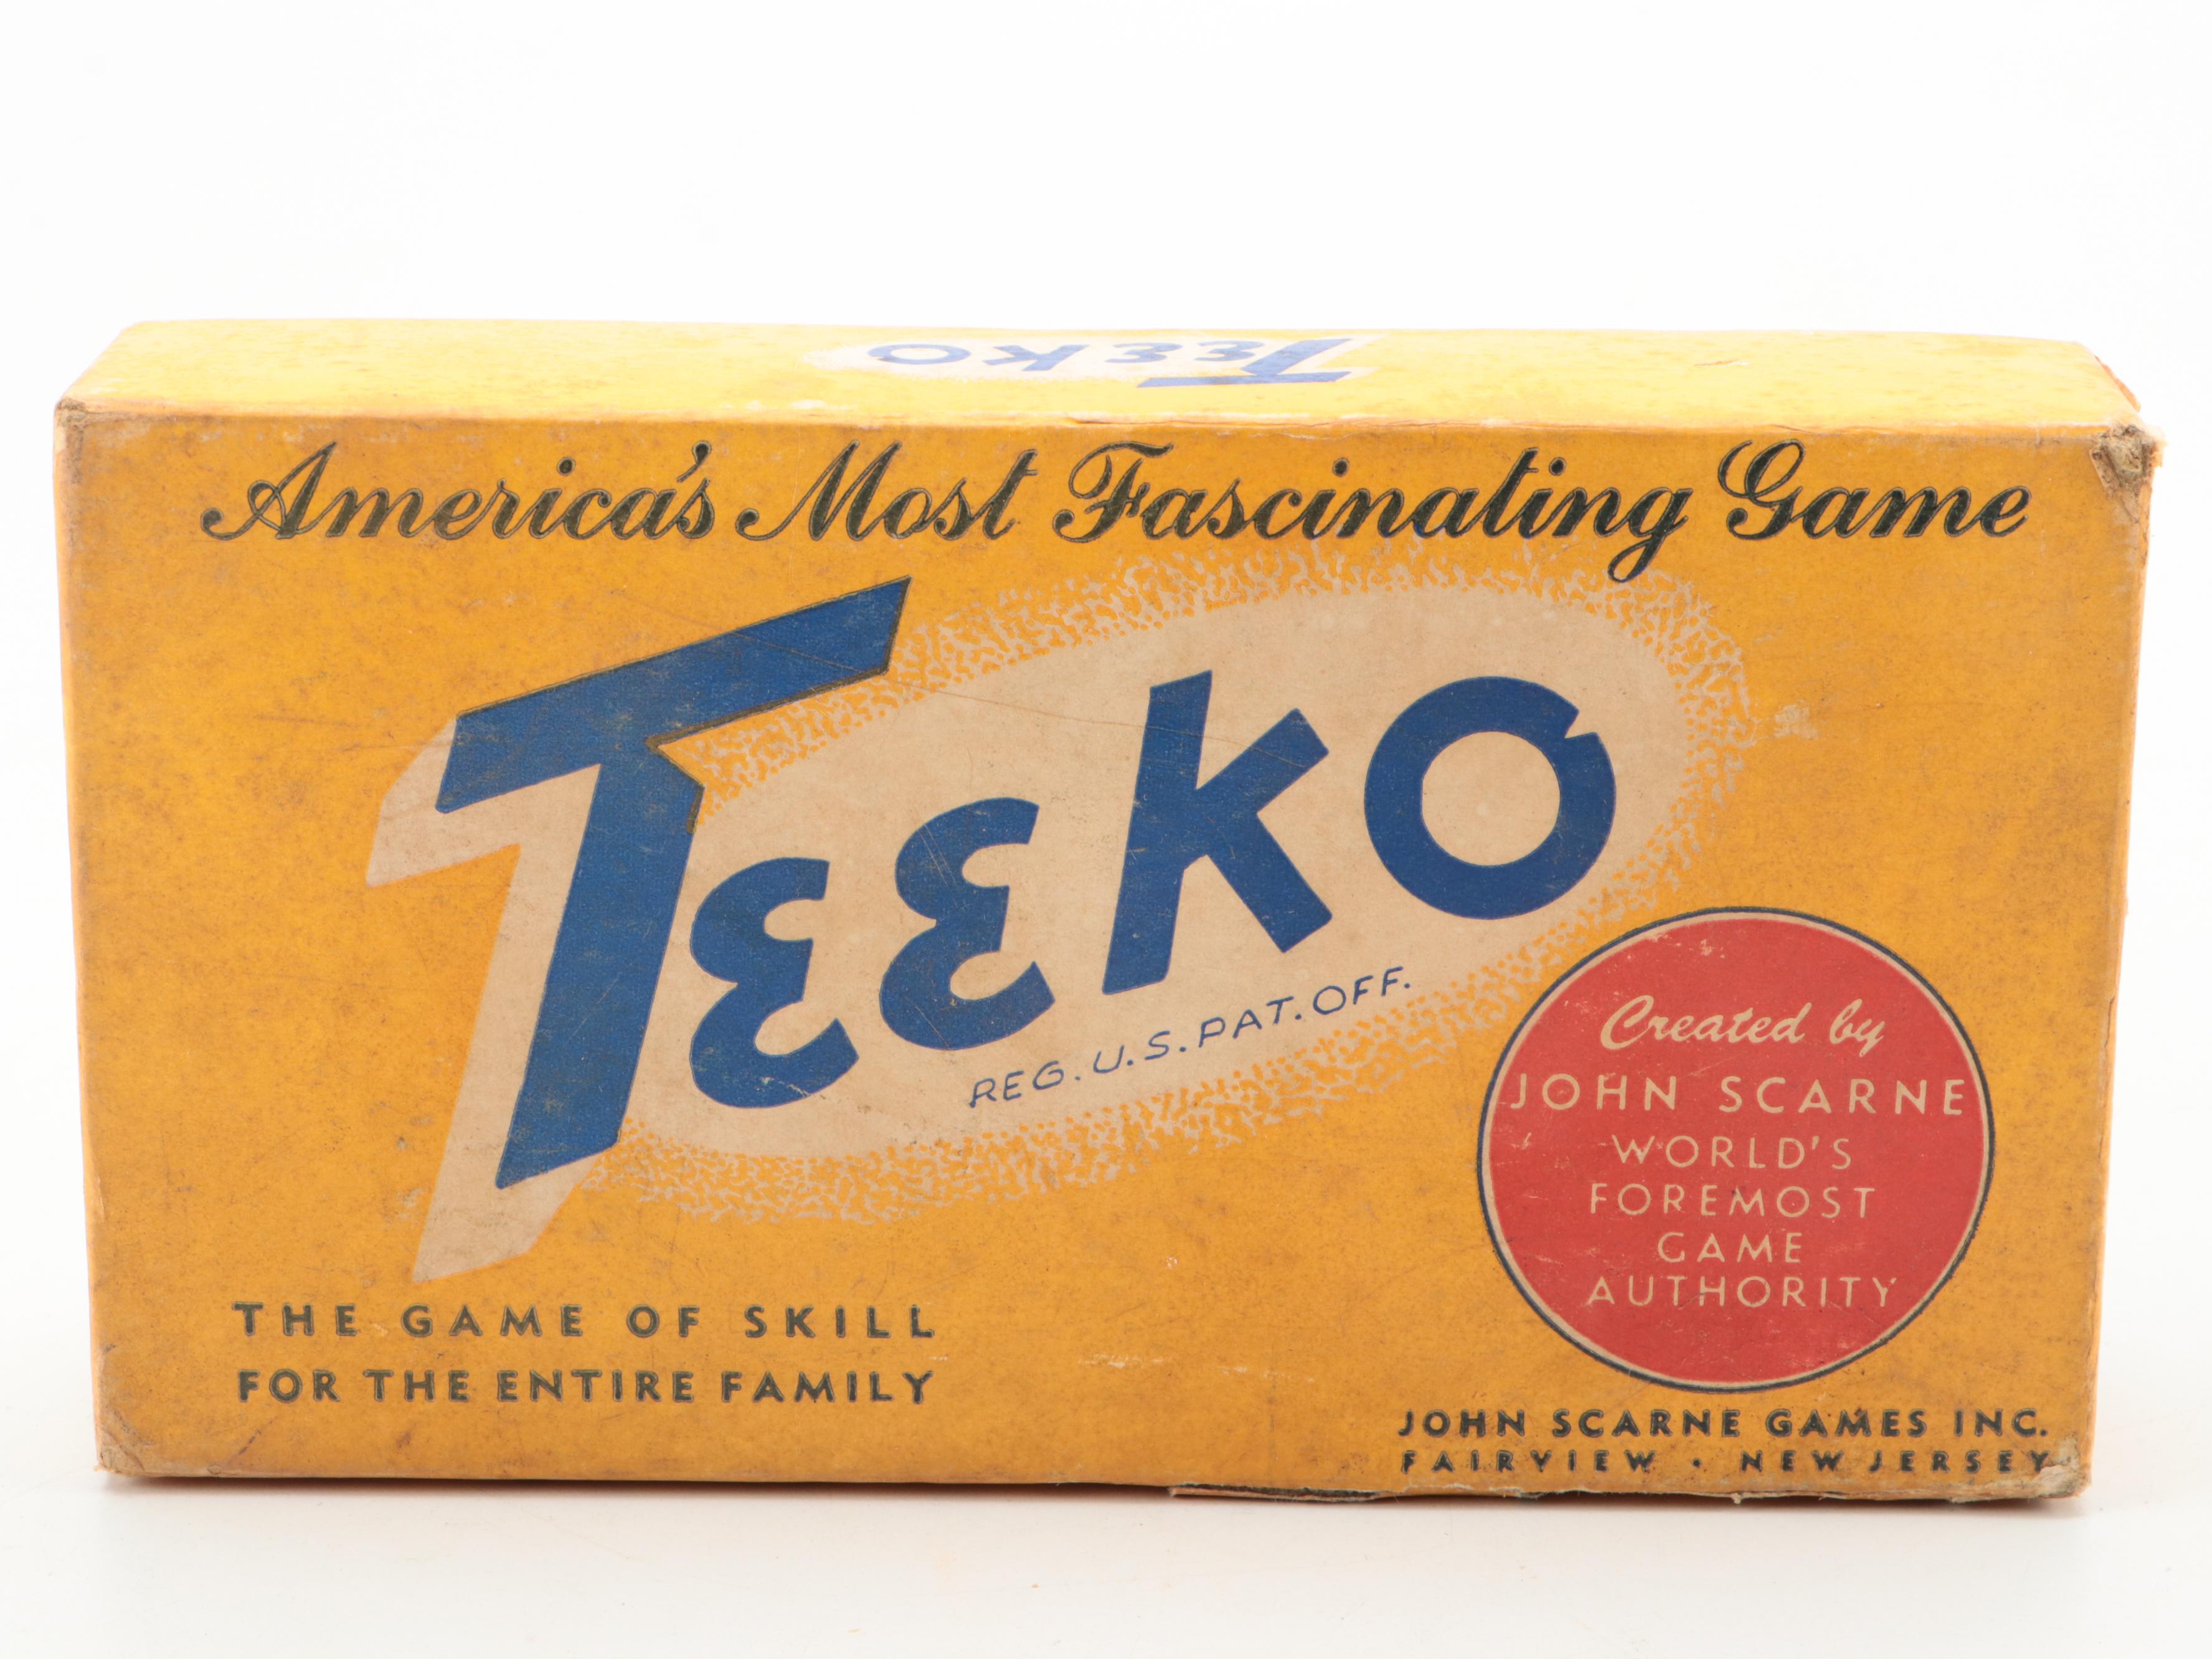 TEEKO
America's Most Fascinating Game
TEEKO
REG. U.S. PAT. OFF.
Created by
JOHN SCARNE
WORLD'S
FOREMOST
GAME
AUTHORITY
THE GAME OF SKILL
FOR THE ENTIRE FAMILY
JOHN SCARNE GAMES INC.
FAIRVIEW • NEW JERSEY